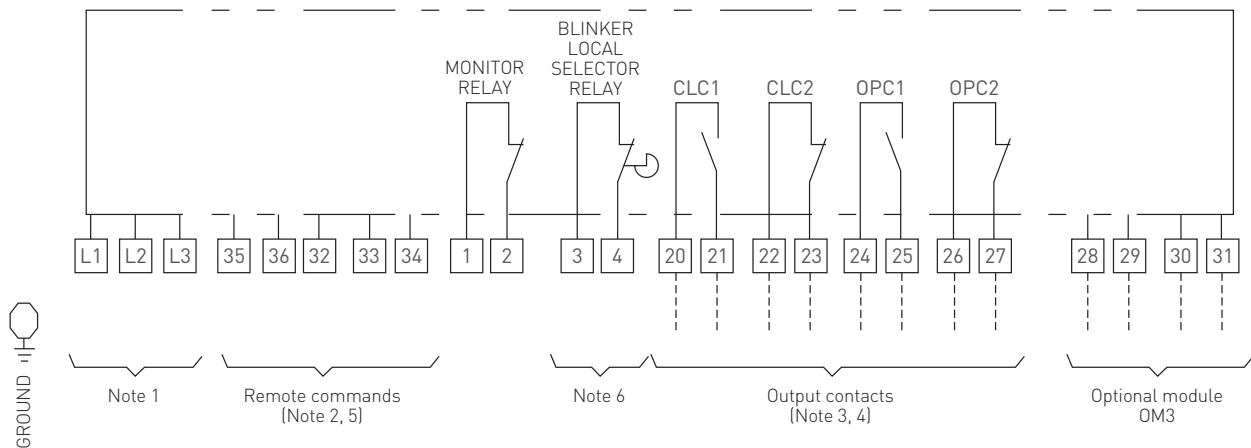 BLINKER
LOCAL
SELECTOR
RELAY
MONITOR
RELAY
CLC1
CLC2
OPC1
OPC2
L1 L2 L3 35 36 32 33 34 1 2 3 4 20 21 22 23 24 25 26 27 28 29 30 31
GROUND
Note 1
Remote commands
(Note 2, 5)
Note 6
Output contacts
(Note 3, 4)
Optional module
OM3